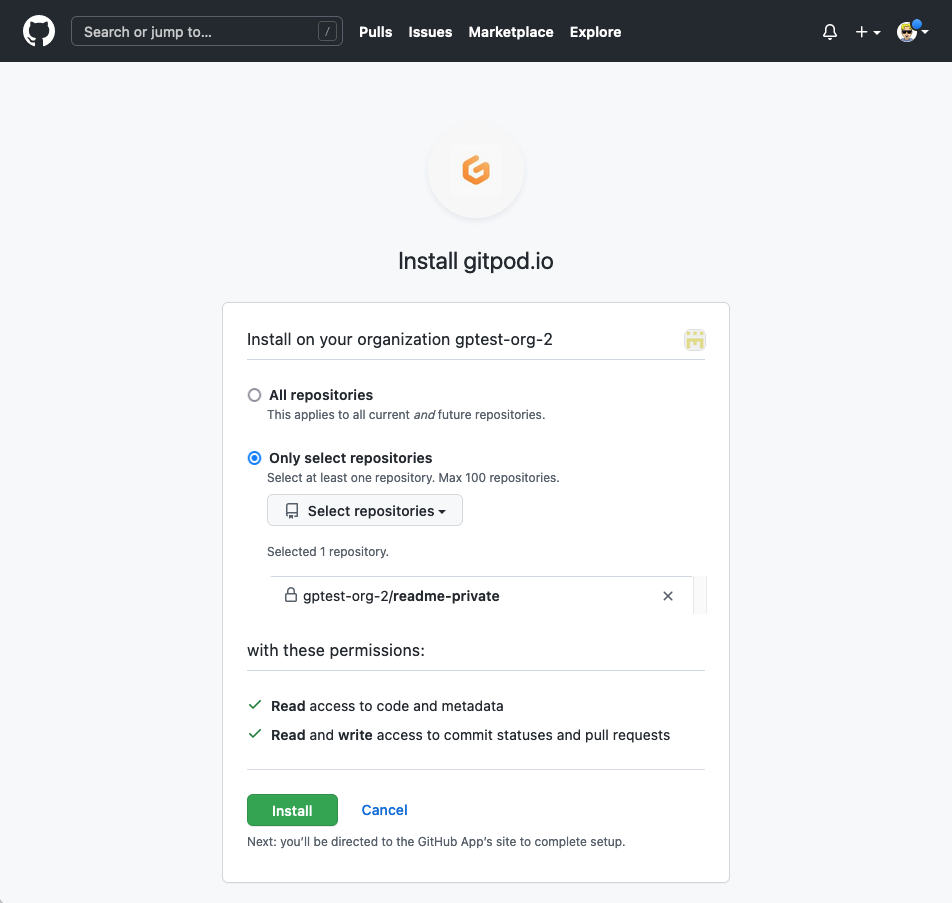 Search or jump to... / Pulls Issues Marketplace Explore
Install gitpod.io
Install on your organization gptest-org-2
All repositories
This applies to all current and future repositories.
Only select repositories
Select at least one repository. Max 100 repositories.
Select repositories
Selected 1 repository.
gptest-org-2/readme-private
with these permissions:
Read access to code and metadata
Read and write access to commit statuses and pull requests
Install Cancel
Next: you’ll be directed to the GitHub App’s site to complete setup.